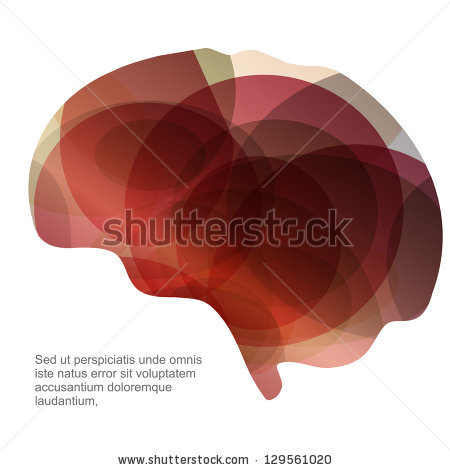 shutterstock
Sed ut perspiciatis unde omnis
iste natus error sit voluptatem
accusantium doloremque
laudantium,
www.shutterstock.com · 129561020